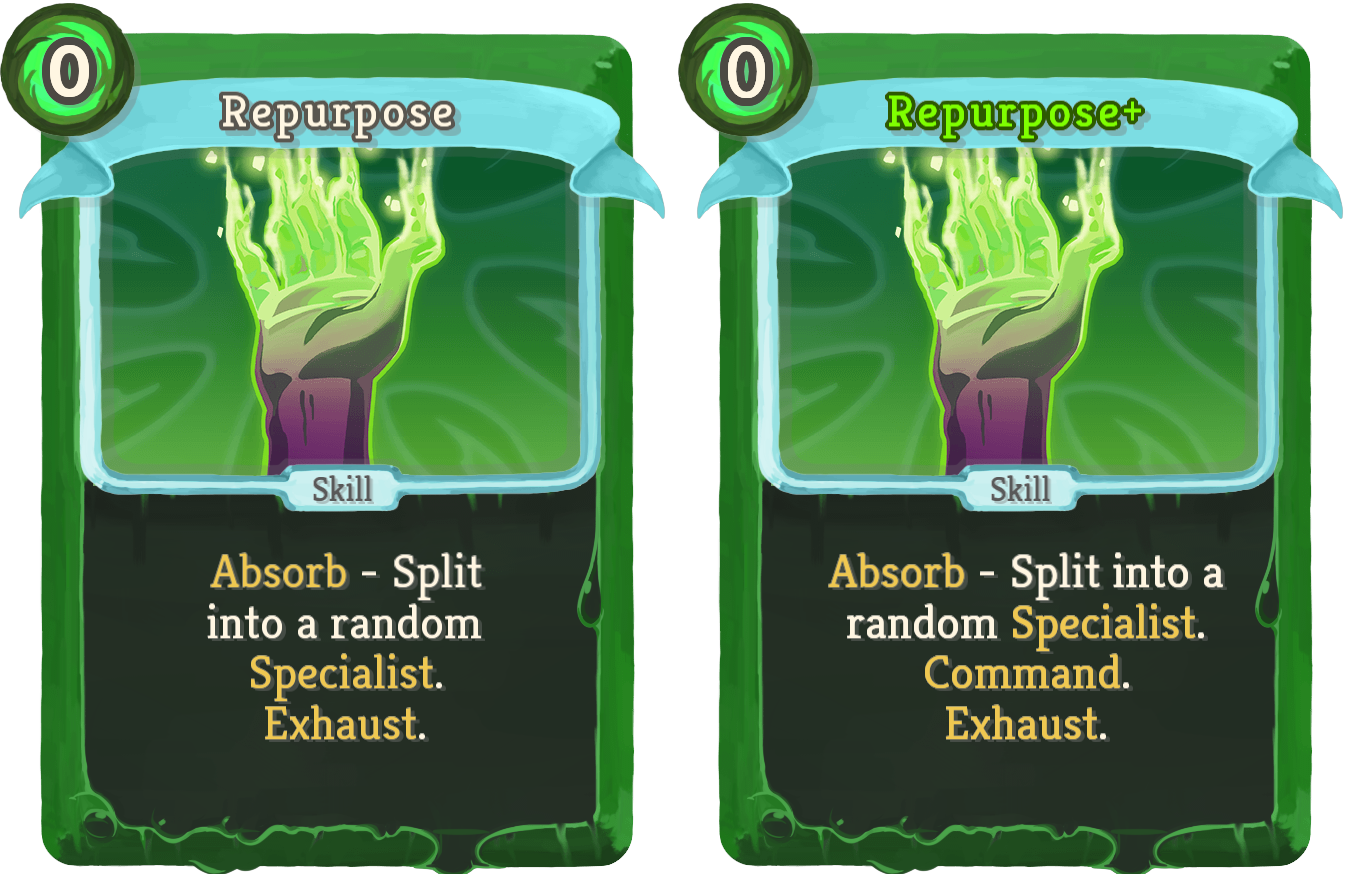 0
Repurpose
Skill
Absorb - Split
into a random
Specialist.
Exhaust.
0
Repurpose+
Skill
Absorb - Split into a
random Specialist.
Command.
Exhaust.